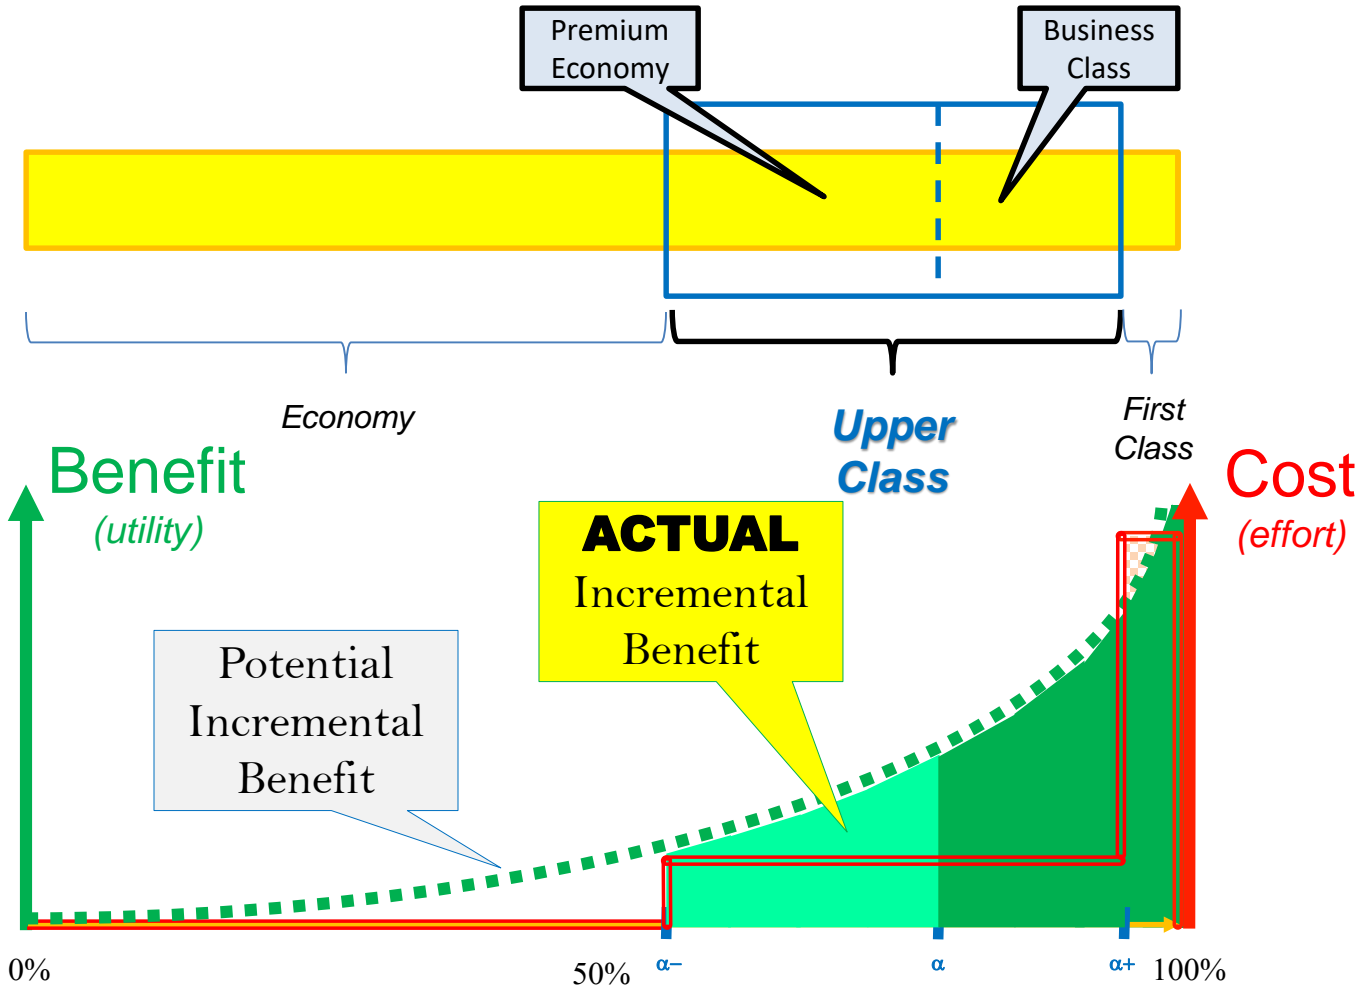 Premium
Economy
Business
Class
Economy
Upper
Class
First
Class
Benefit
(utility)
Cost
(effort)
ACTUAL
Incremental
Benefit
Potential
Incremental
Benefit
0%
50%
α−
α
α+
100%